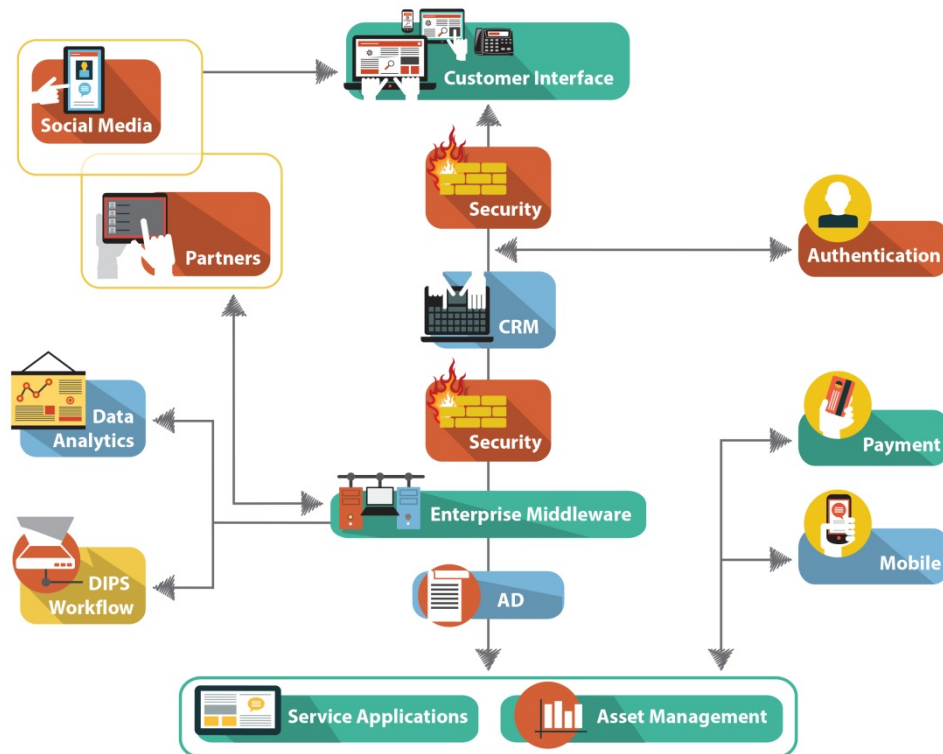 Customer Interface
Social Media
Security
Partners
Authentication
CRM
Data
Analytics
Security
Payment
Enterprise Middleware
Mobile
DIPS
Workflow
AD
Service Applications
Asset Management